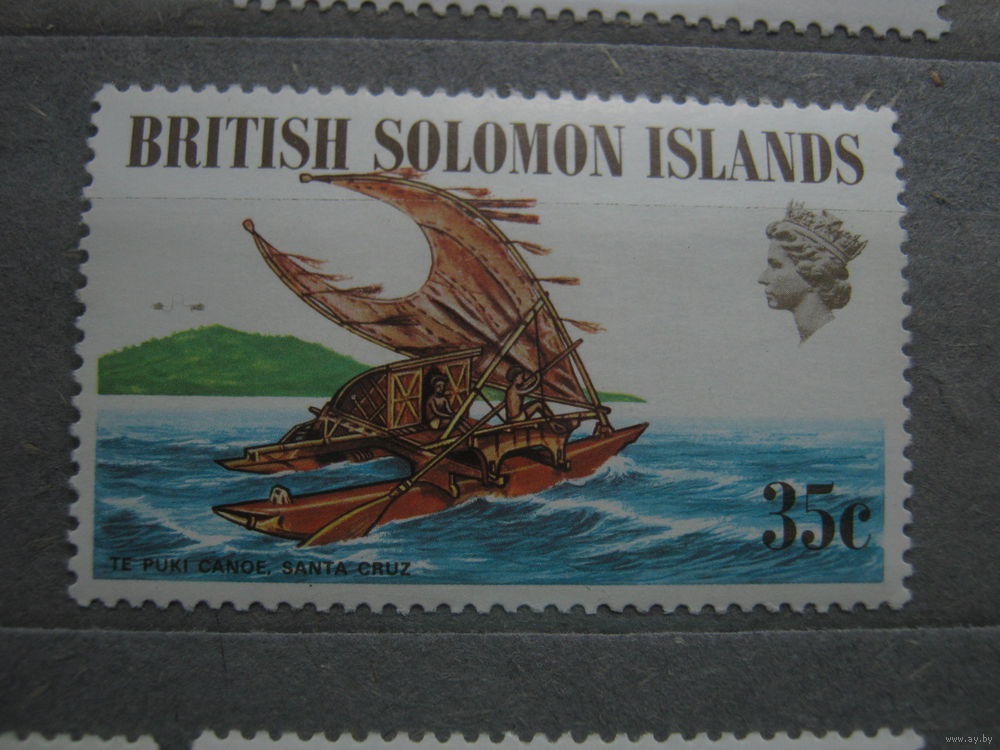 BRITISH SOLOMON ISLANDS
35c
TE PUKI CANOE, SANTA CRUZ
www.ay.by